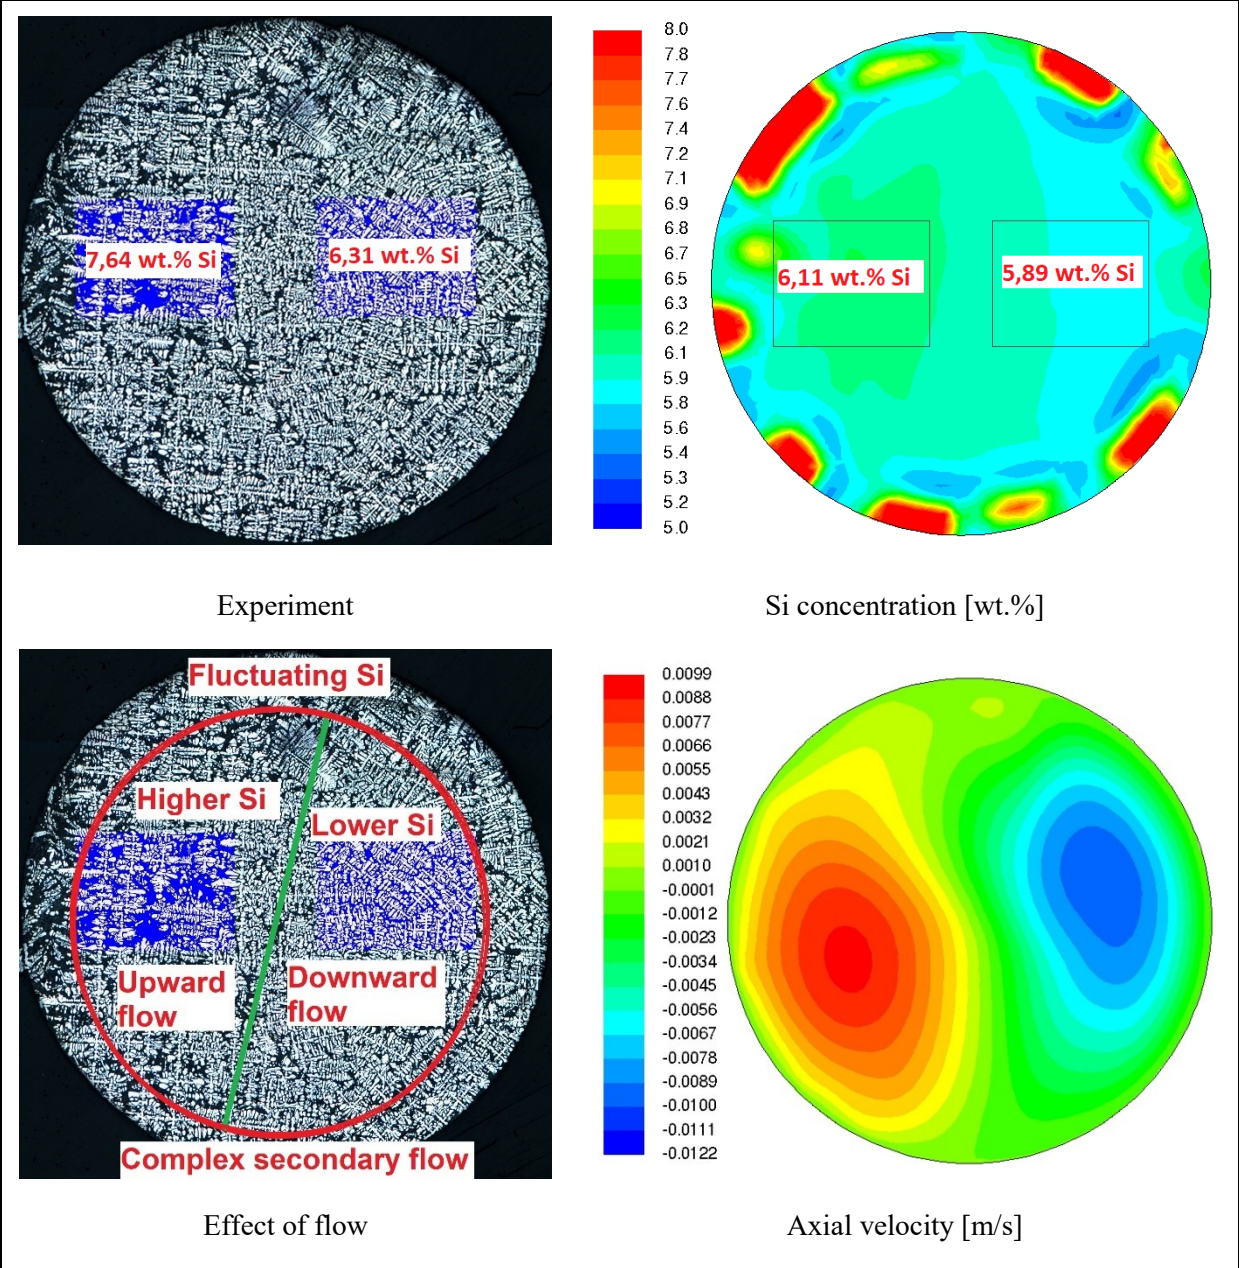 7,64 wt.% Si
6,31 wt.% Si
8.0
7.8
7.7
7.6
7.4
7.2
7.1
6.9
6.8
6.7
6.5
6.3
6.2
6.1
5.9
5.8
5.6
5.4
5.3
5.2
5.0
6,11 wt.% Si
5,89 wt.% Si
Experiment
Si concentration [wt.%]
Fluctuating Si
Higher Si
Lower Si
Upward
flow
Downward
flow
Complex secondary flow
0.0099
0.0088
0.0077
0.0066
0.0055
0.0043
0.0032
0.0021
0.0010
-0.0001
-0.0012
-0.0023
-0.0034
-0.0045
-0.0056
-0.0067
-0.0078
-0.0089
-0.0100
-0.0111
-0.0122
Effect of flow
Axial velocity [m/s]